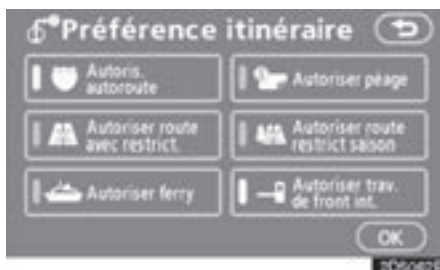 Préférence itinéraire
Autoris.
autoroute
Autoriser péage
Autoriser route
avec restrict.
Autoriser route
restrict saison
Autoriser ferry
Autoriser trav.
de front int.
OK